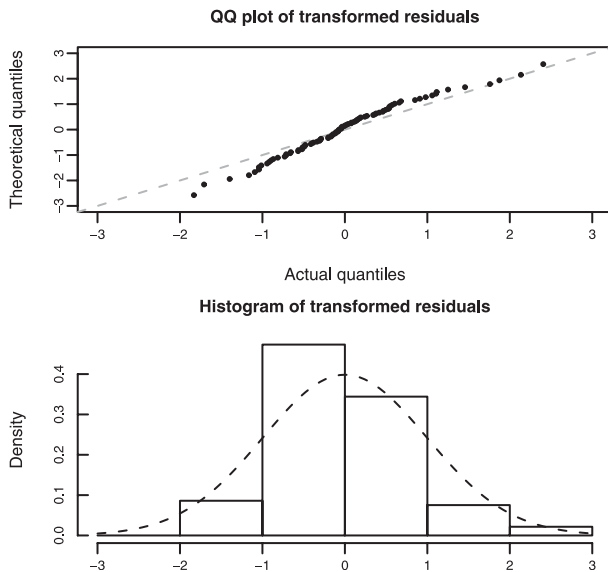 QQ plot of transformed residuals
Theoretical quantiles
3
2
1
0
−1
−2
−3
−3 −2 −1 0 1 2 3
Actual quantiles
Histogram of transformed residuals
Density
0.4
0.3
0.2
0.1
0.0
−3 −2 −1 0 1 2 3